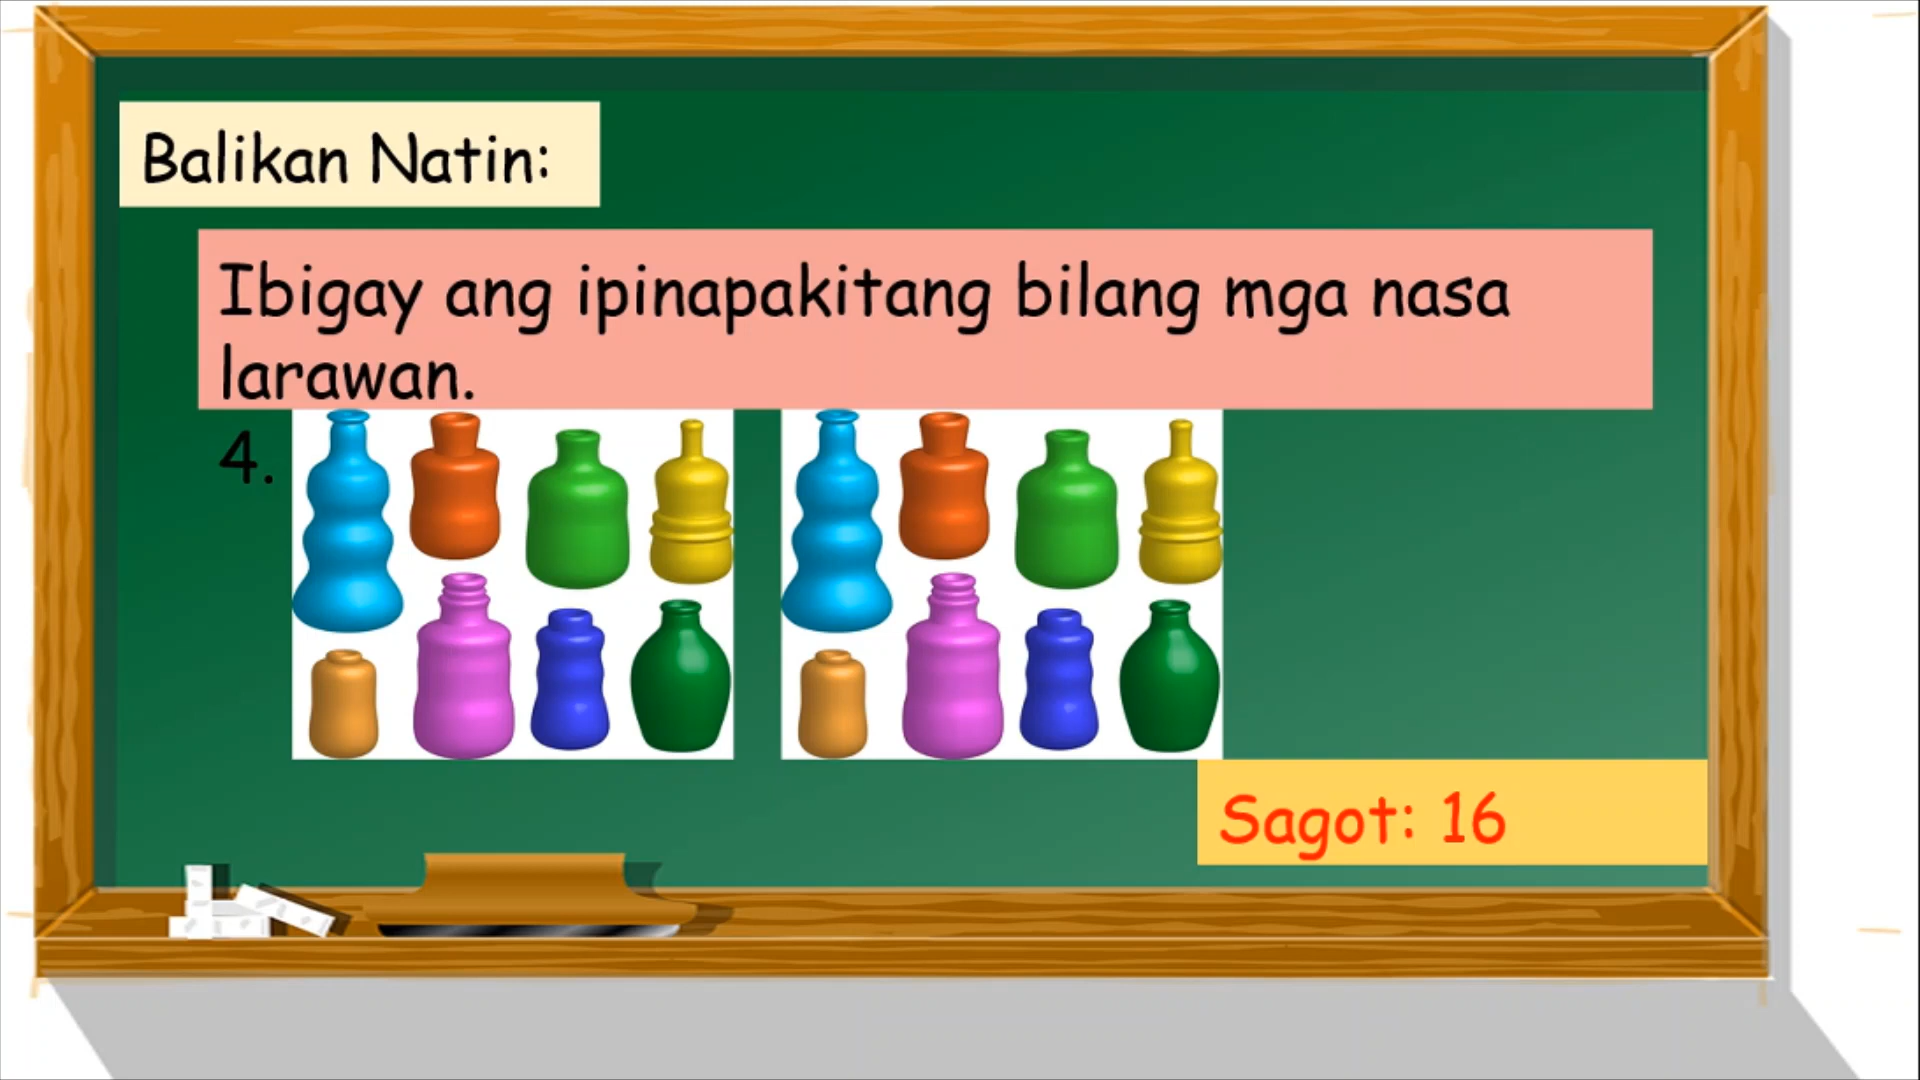 Balikan Natin:
Ibigay ang ipinapakitang bilang mga nasa
larawan.
4.
Sagot: 16